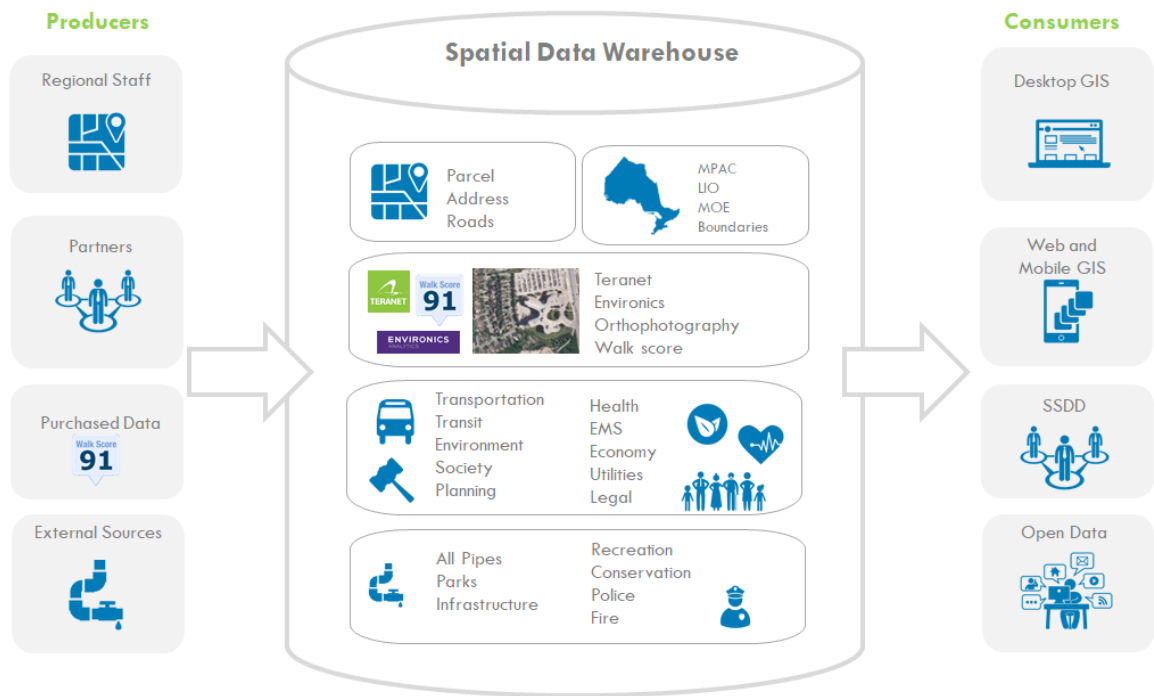 Producers
Regional Staff
Partners
Purchased Data
Walk Score
91
External Sources
Spatial Data Warehouse
Parcel
Address
Roads
MPAC
LIO
MOE
Boundaries
TERANET
Walk Score
91
ENVIRONICS
ANALYTICS
Teranet
Environics
Orthophotography
Walk score
Transportation
Transit
Environment
Society
Planning
Health
EMS
Economy
Utilities
Legal
All Pipes
Parks
Infrastructure
Recreation
Conservation
Police
Fire
Consumers
Desktop GIS
Web and
Mobile GIS
SSDD
Open Data